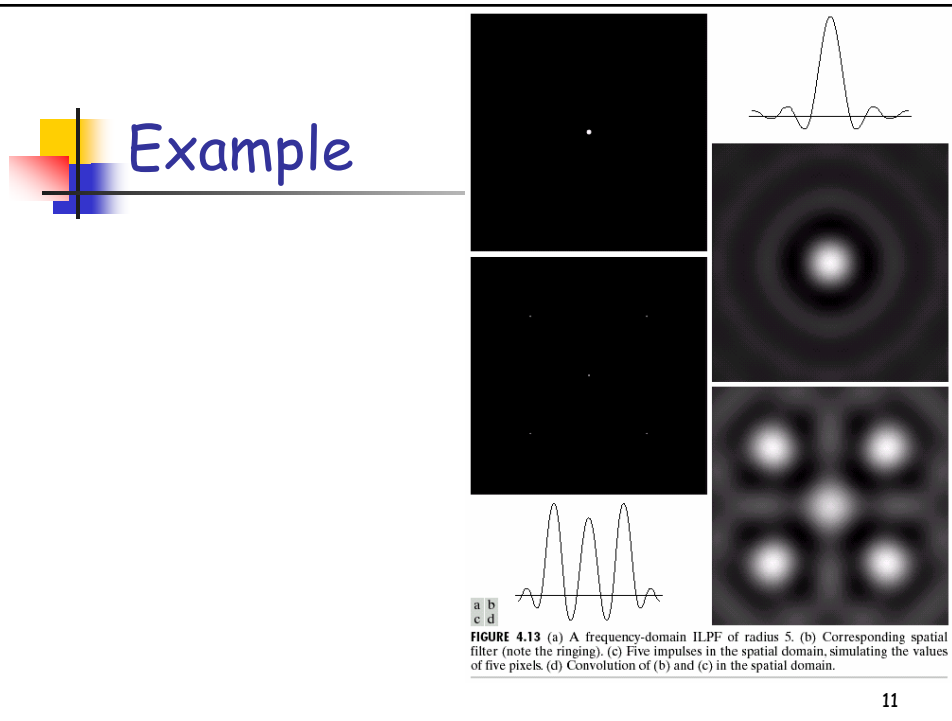 Example
a b
c d
FIGURE 4.13 (a) A frequency-domain ILPF of radius 5. (b) Corresponding spatial
filter (note the ringing). (c) Five impulses in the spatial domain, simulating the values
of five pixels. (d) Convolution of (b) and (c) in the spatial domain.
11